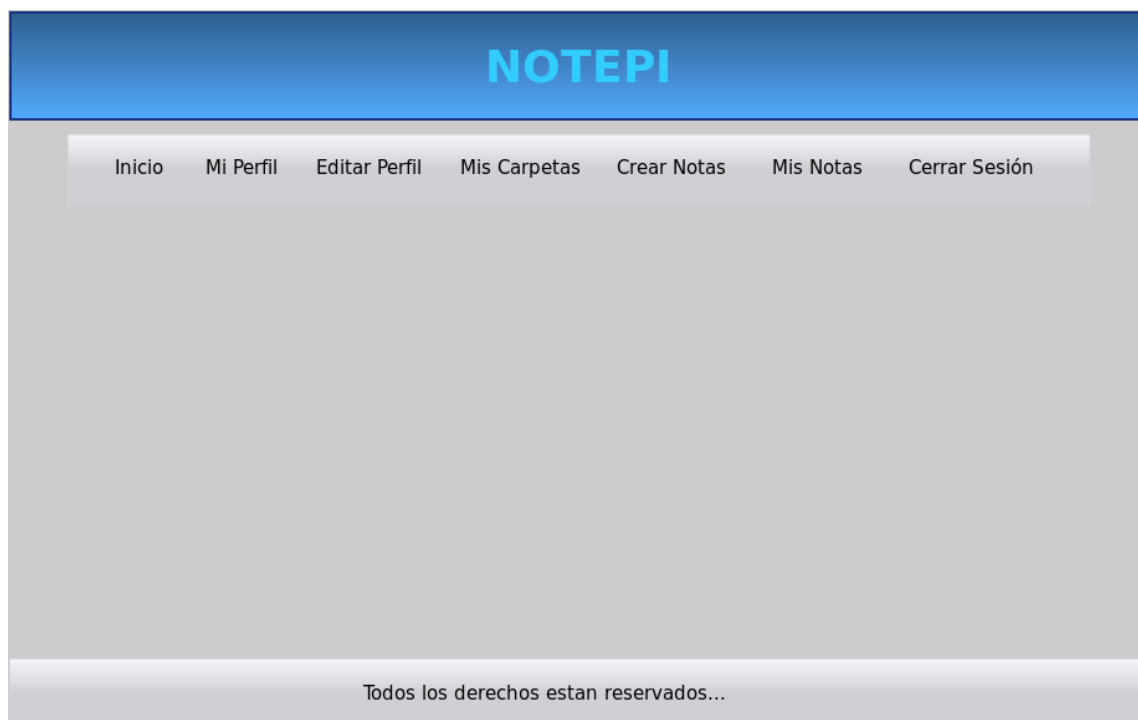 NOTEPI
Inicio Mi Perfil Editar Perfil Mis Carpetas Crear Notas Mis Notas Cerrar Sesión
Todos los derechos estan reservados...